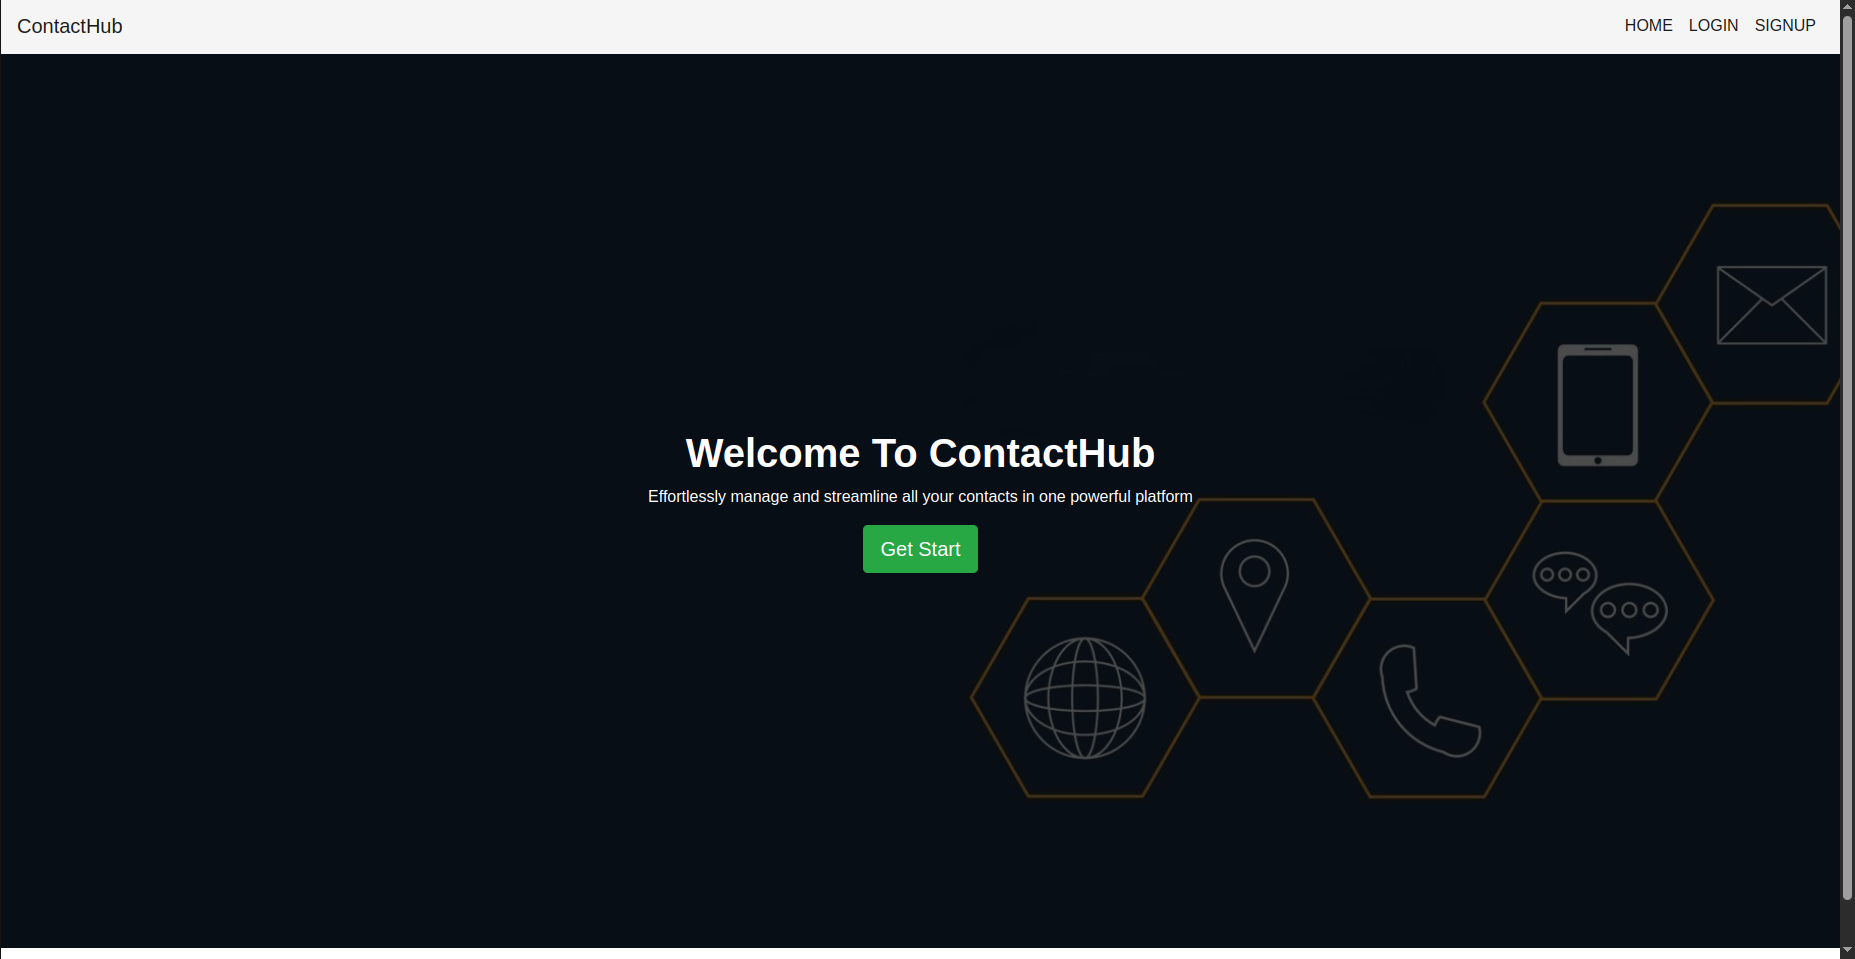 ContactHub
HOME LOGIN SIGNUP
Welcome To ContactHub
Effortlessly manage and streamline all your contacts in one powerful platform
Get Start